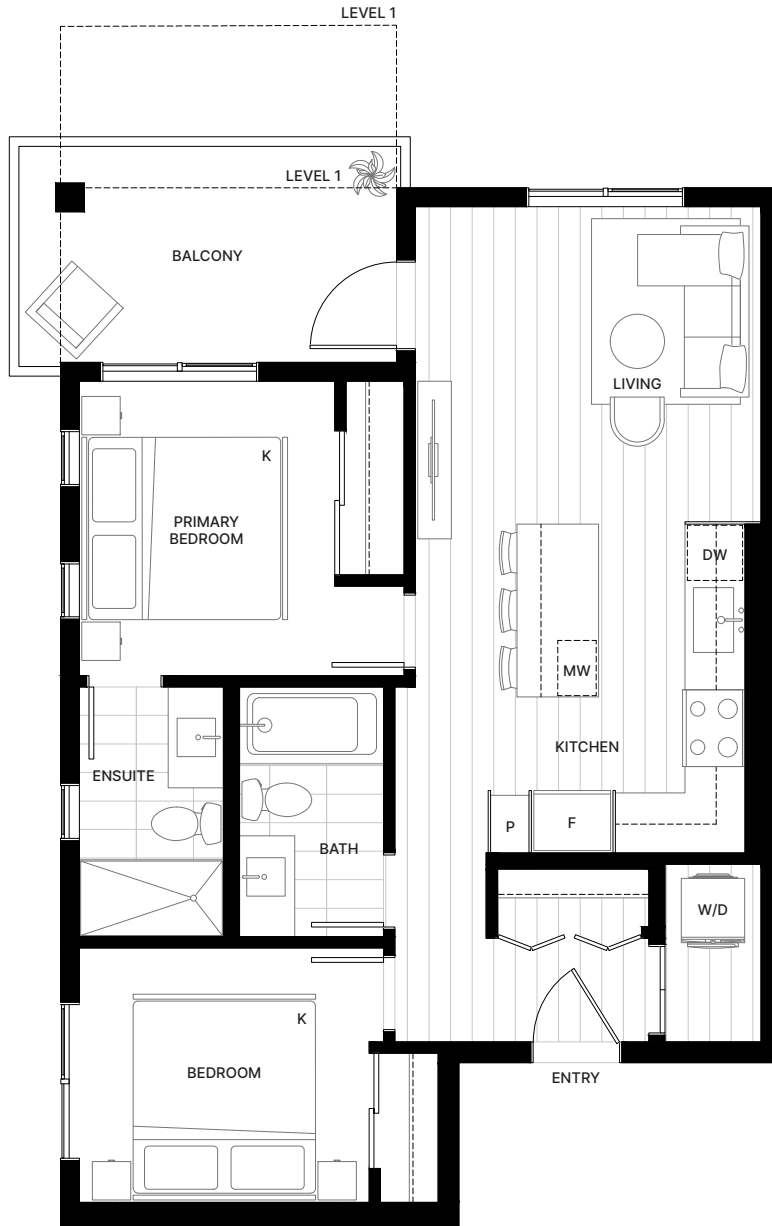 LEVEL 1
LEVEL 1
BALCONY
LIVING
K
PRIMARY
BEDROOM
DW
MW
KITCHEN
ENSUITE
P
F
BATH
W/D
K
BEDROOM
ENTRY